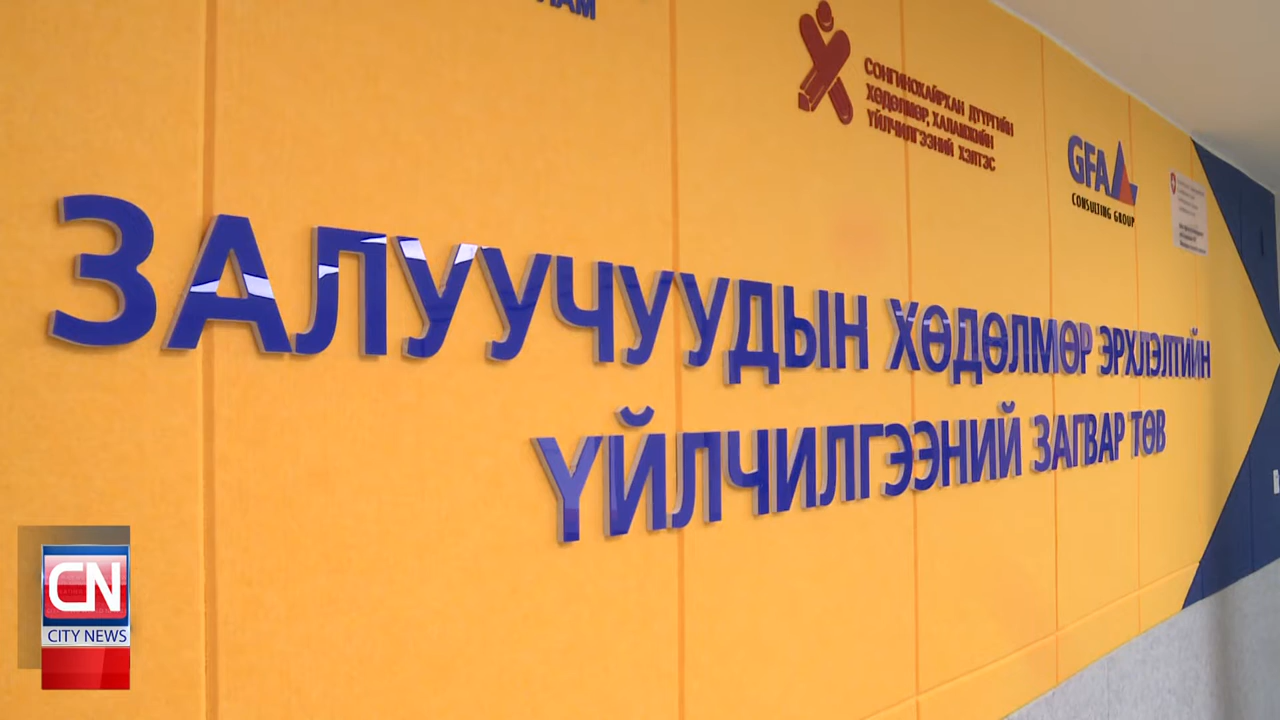 СОНГИНОХАЙРХАН ДҮҮРГИЙН
ХӨДӨЛМӨР, ХАЛАМЖИЙН
ҮЙЛЧИЛГЭЭНИЙ ХЭЛТЭС
GFA
CONSULTING GROUP
ЗАЛУУЧУУДЫН ХӨДӨЛМӨР ЭРХЛЭЛТИЙН
ҮЙЛЧИЛГЭЭНИЙ ЗАГВАР ТӨВ
CN
CITY NEWS